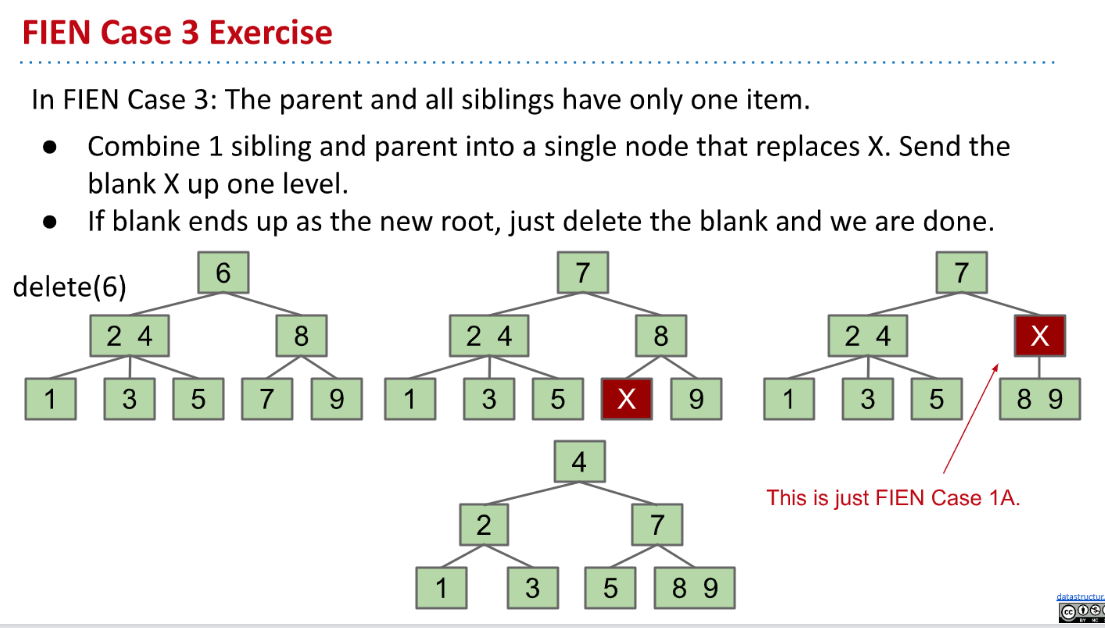 FIEN Case 3 Exercise
In FIEN Case 3: The parent and all siblings have only one item.
● Combine 1 sibling and parent into a single node that replaces X. Send the
blank X up one level.
● If blank ends up as the new root, just delete the blank and we are done.
delete(6)
6
2 4
8
1
3
5
7
9
7
2 4
8
1
3
5
X
9
7
2 4
X
1
3
5
8 9
This is just FIEN Case 1A.
4
2
7
1
3
5
8 9
datastructur.
cc
BY NC